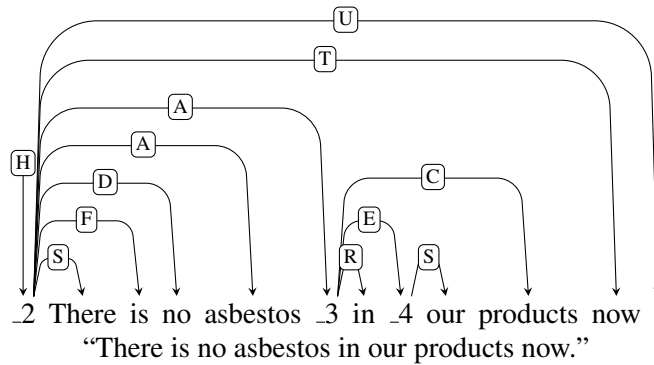 U
T
A
A
H
D
C
F
E
S
R
S
_2 There is no asbestos _3 in _4 our products now
“There is no asbestos in our products now.”